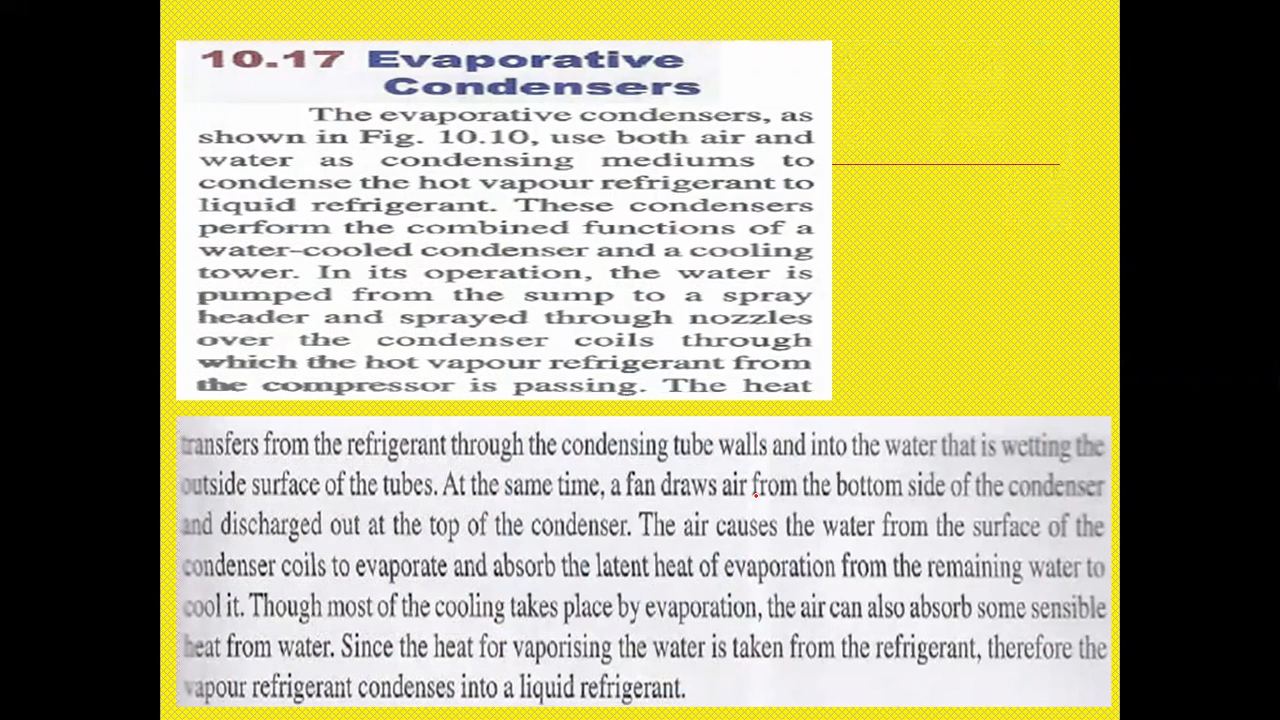 10.17 Evaporative
Condensers
The evaporative condensers, as
shown in Fig. 10.10, use both air and
water as condensing mediums to
condense the hot vapour refrigerant to
liquid refrigerant. These condensers
perform the combined functions of a
water-cooled condenser and a cooling
tower. In its operation, the water is
pumped from the sump to a spray
header and sprayed through nozzles
over the condenser coils through
which the hot vapour refrigerant from
the compressor is passing. The heat
transfers from the refrigerant through the condensing tube walls and into the water that is wetting the
outside surface of the tubes. At the same time, a fan draws air from the bottom side of the condenser
and discharged out at the top of the condenser. The air causes the water from the surface of the
condenser coils to evaporate and absorb the latent heat of evaporation from the remaining water to
cool it. Though most of the cooling takes place by evaporation, the air can also absorb some sensible
heat from water. Since the heat for vaporising the water is taken from the refrigerant, therefore the
vapour refrigerant condenses into a liquid refrigerant.